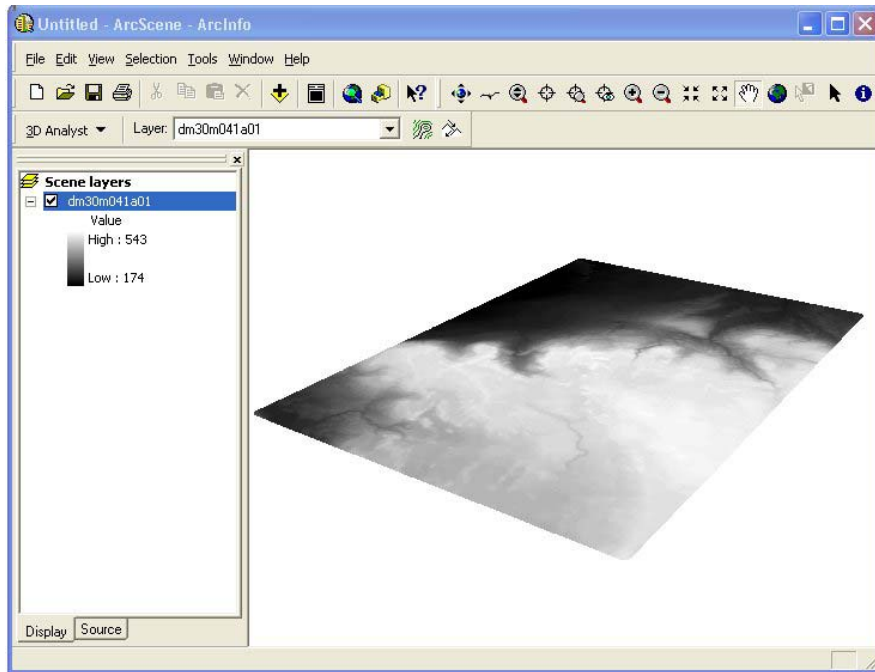 Untitled - ArcScene - ArcInfo
File Edit View Selection Tools Window Help
3D Analyst Layer: dm30m041a01
Scene layers
dm30m041a01
Value
High : 543
Low : 174
Display Source